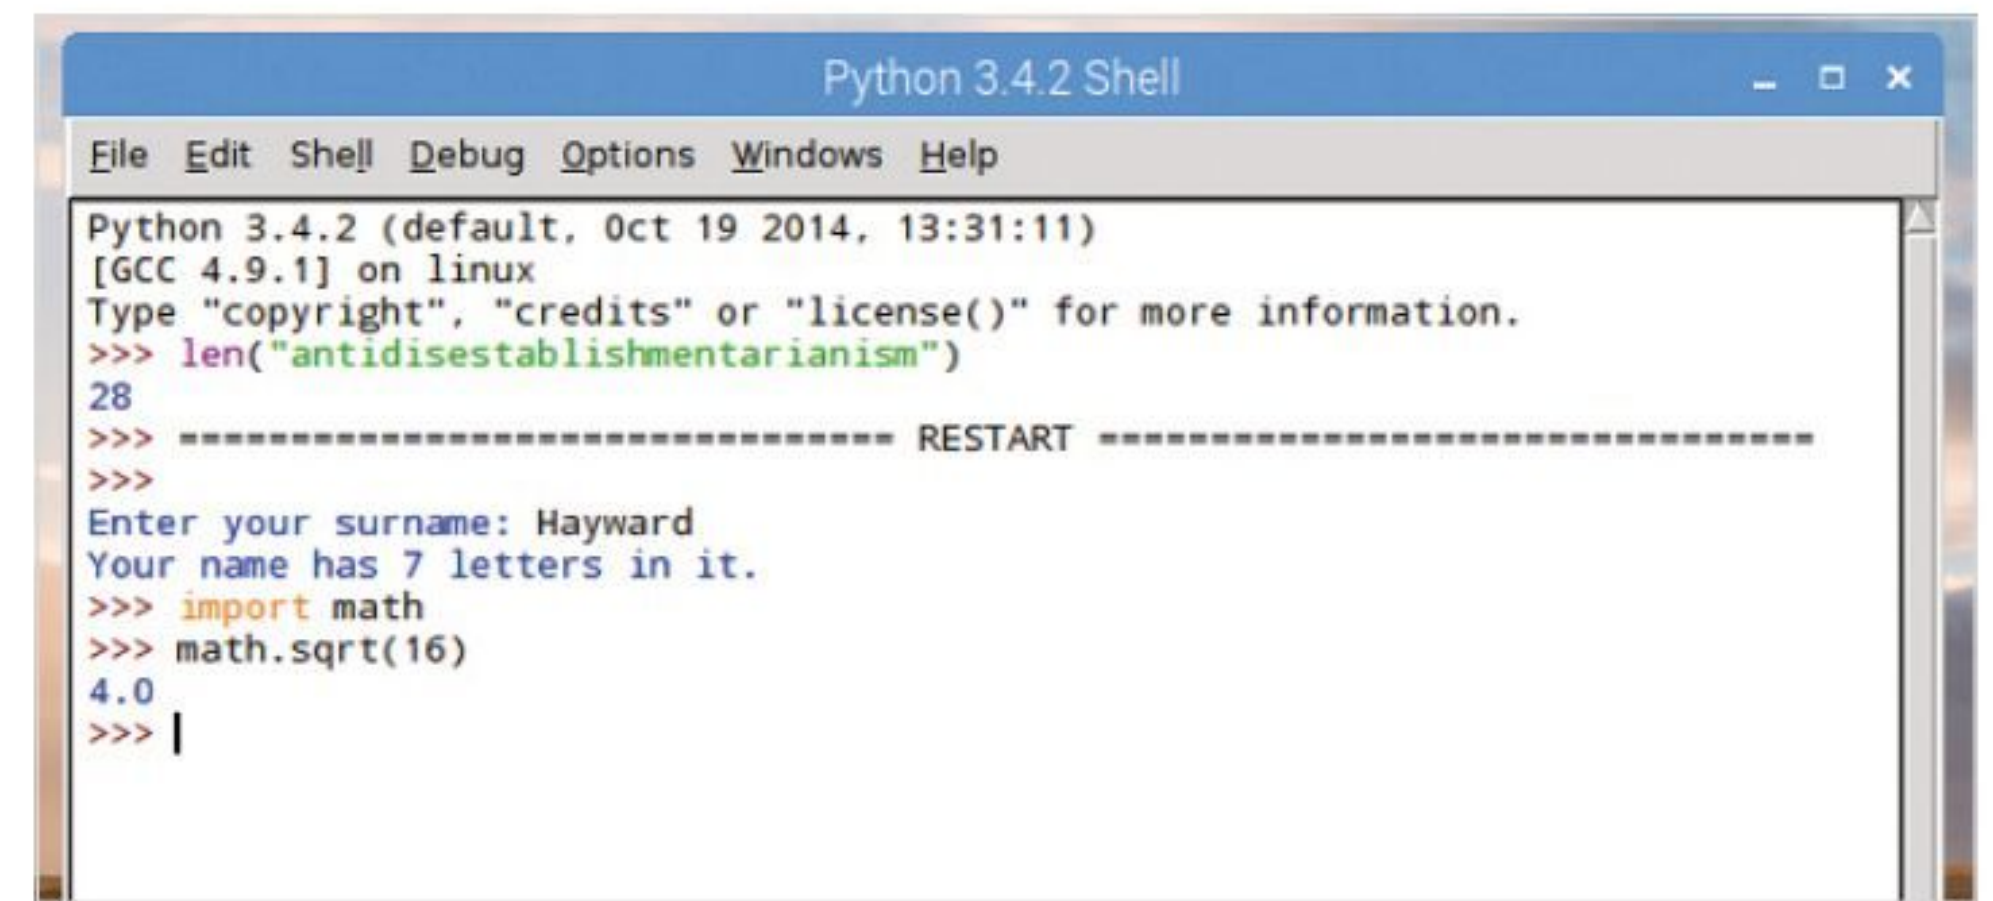 Python 3.4.2 Shell
File Edit Shell Debug Options Windows Help
Python 3.4.2 (default, Oct 19 2014, 13:31:11)
[GCC 4.9.1] on linux
Type "copyright", "credits" or "license()" for more information.
>>> len("antidisestablishmentarianism")
28
>>> ================================ RESTART ================================
>>>
Enter your surname: Hayward
Your name has 7 letters in it.
>>> import math
>>> math.sqrt(16)
4.0
>>>